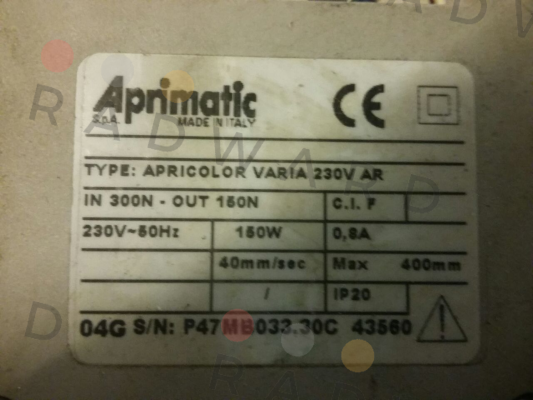 Aprimatic
S.p.A. MADE IN ITALY
CE
TYPE: APRICOLOR VARIA 230V AR
IN 300N - OUT 150N C.I. F
230V~50Hz 150W 0,8A
40mm/sec Max 400mm
/ IP20
04G S/N: P47MB033.30C 43560
RADWARD